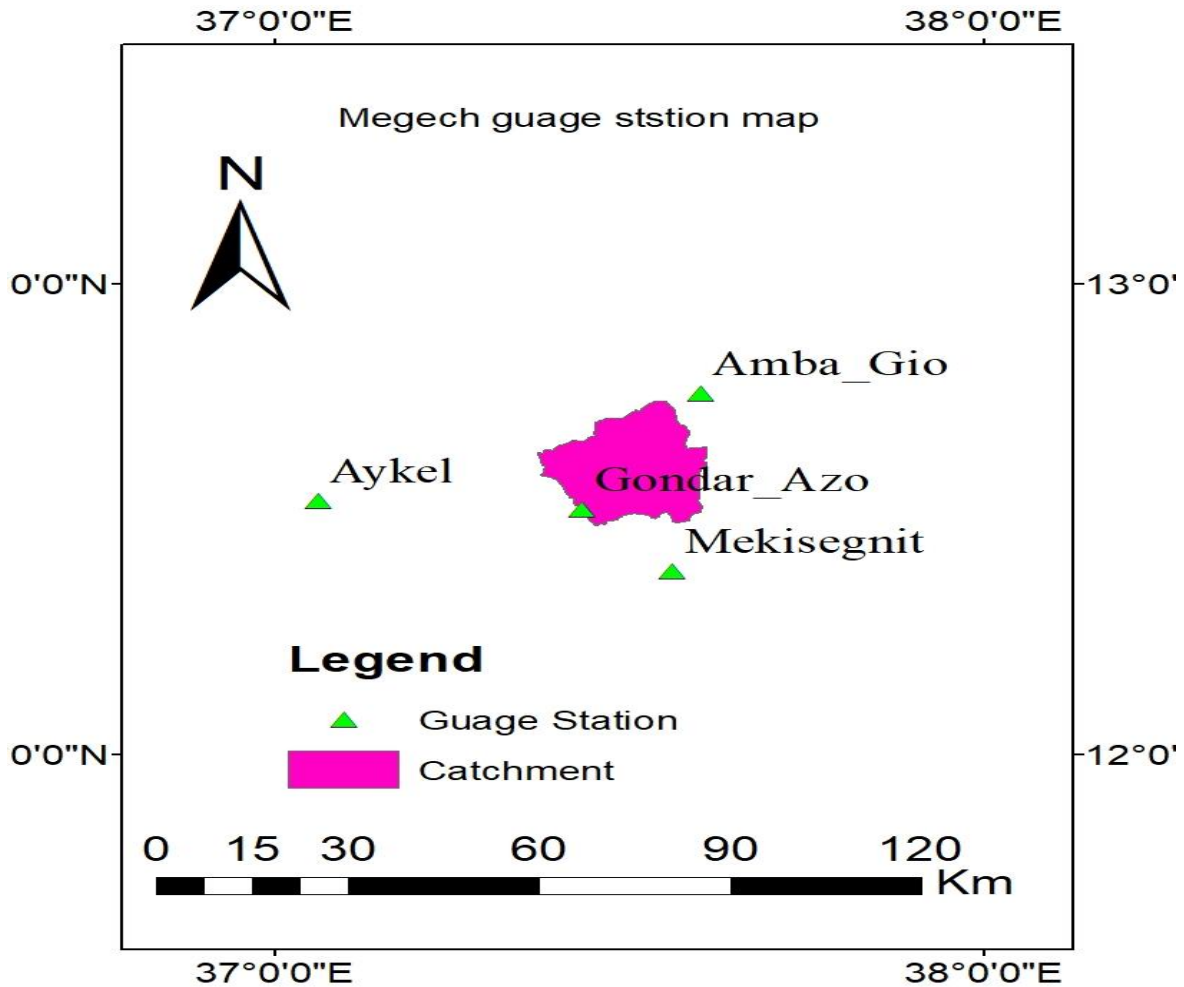 37°0'0"E 38°0'0"E
Megech guage ststion map
N
0'0"N 13°0'
Amba_Gio
Aykel
Gondar_Azo
Mekisegnit
Legend
Guage Station
0'0"N 12°0'
Catchment
0 15 30 60 90 120
Km
37°0'0"E 38°0'0"E